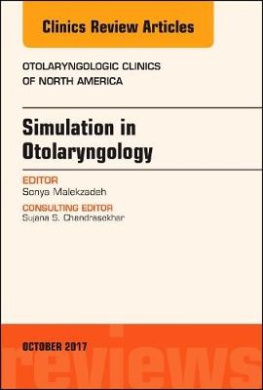 Clinics Review Articles
OTOLARYNGOLOGIC CLINICS
OF NORTH AMERICA
Simulation in
Otolaryngology
EDITOR
Sonya Malekzadeh
CONSULTING EDITOR
Sujana S. Chandrasekhar
OCTOBER 2017
reviews